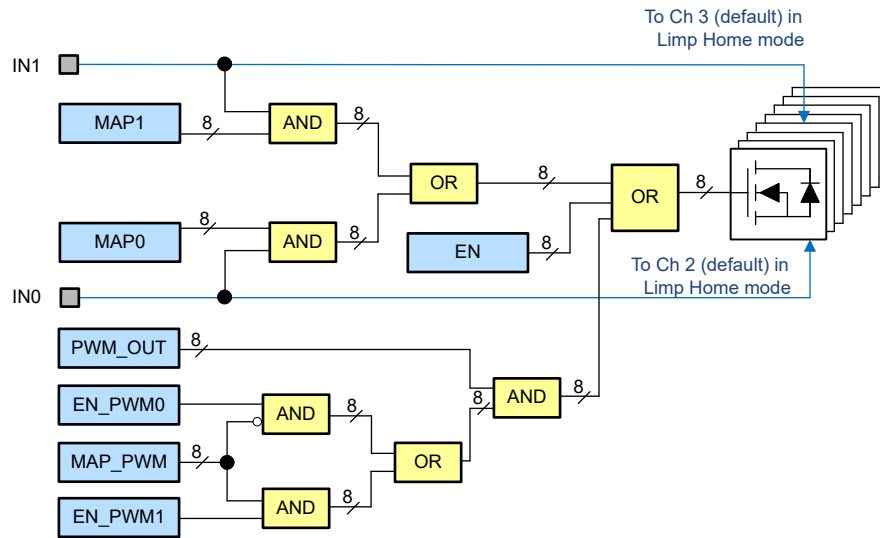 To Ch 3 (default) in
Limp Home mode
IN1
MAP1
8
AND
8
OR
8
OR
8
MAP0
8
AND
8
EN
8
To Ch 2 (default) in
Limp Home mode
IN0
PWM_OUT
8
AND
8
EN_PWM0
AND
8
8
MAP_PWM
8
OR
EN_PWM1
AND
8